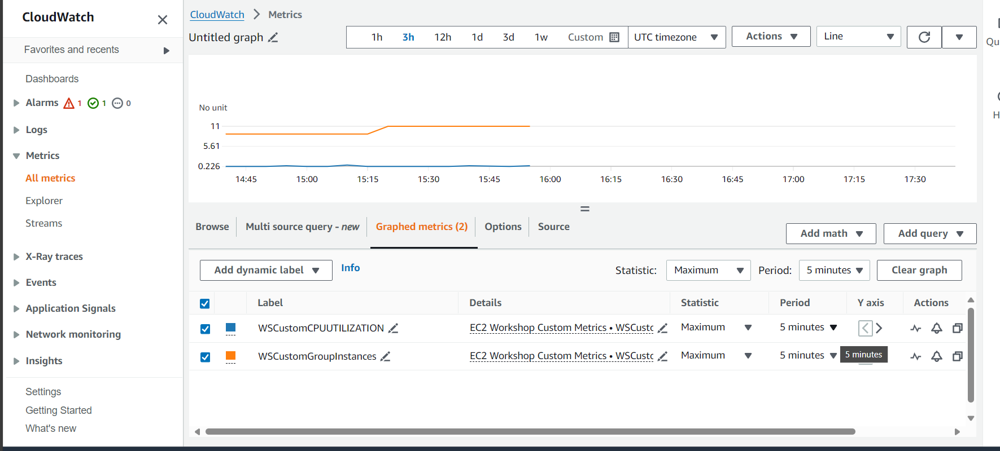 CloudWatch
Favorites and recents
Dashboards
Alarms 1 1 0
Logs
Metrics
All metrics
Explorer
Streams
X-Ray traces
Events
Application Signals
Network monitoring
Insights
Settings
Getting Started
What's new
CloudWatch > Metrics
Untitled graph
1h 3h 12h 1d 3d 1w Custom UTC timezone Actions Line
No unit
11
5.61
0.226
14:45 15:00 15:15 15:30 15:45 16:00 16:15 16:30 16:45 17:00 17:15 17:30
Browse Multi source query - new Graphed metrics (2) Options Source Add math Add query
Add dynamic label Info Statistic: Maximum Period: 5 minutes Clear graph
Label Details Statistic Period Y axis Actions
WSCustomCPUUTILIZATION EC2 Workshop Custom Metrics • WSCustc Maximum 5 minutes
WSCustomGroupInstances EC2 Workshop Custom Metrics • WSCustc Maximum 5 minutes 5 minutes
Qu
H